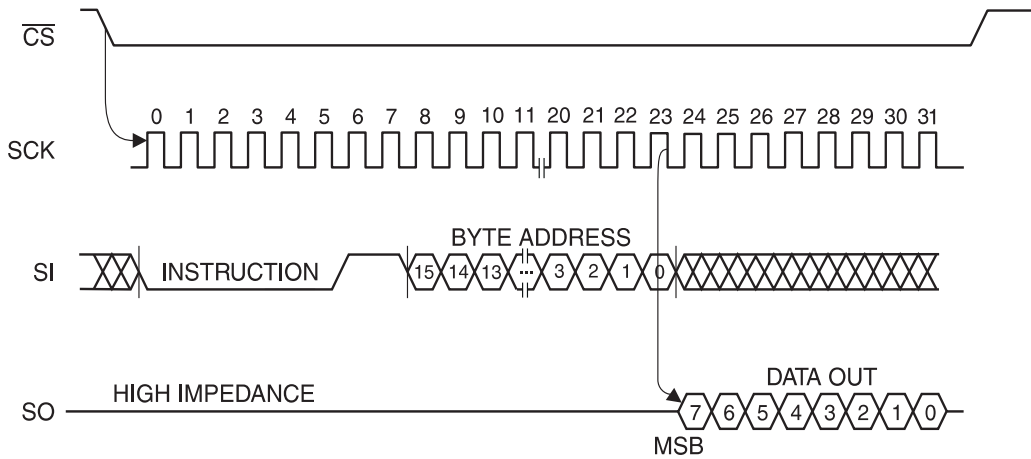 CS
0 1 2 3 4 5 6 7 8 9 10 11 20 21 22 23 24 25 26 27 28 29 30 31
SCK
BYTE ADDRESS
SI INSTRUCTION 15 14 13 ... 3 2 1 0
DATA OUT
HIGH IMPEDANCE
SO 7 6 5 4 3 2 1 0
MSB